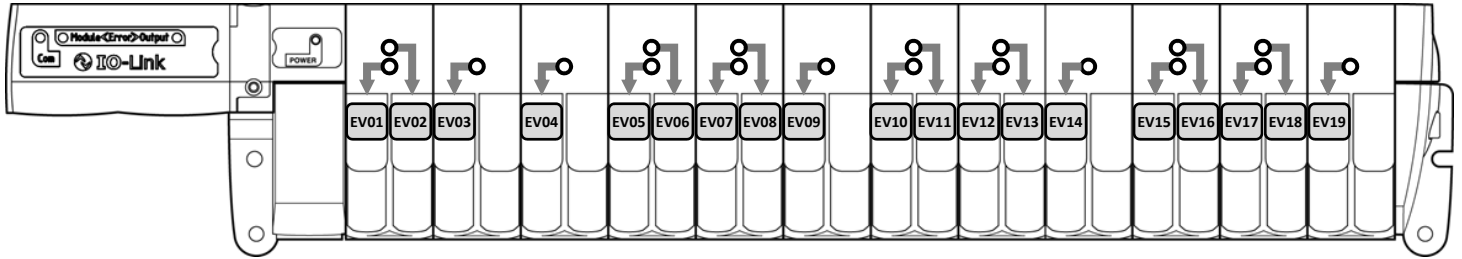 Module<Error>Output
Com
IO-Link
POWER
EV01 EV02 EV03 EV04 EV05 EV06 EV07 EV08 EV09 EV10 EV11 EV12 EV13 EV14 EV15 EV16 EV17 EV18 EV19